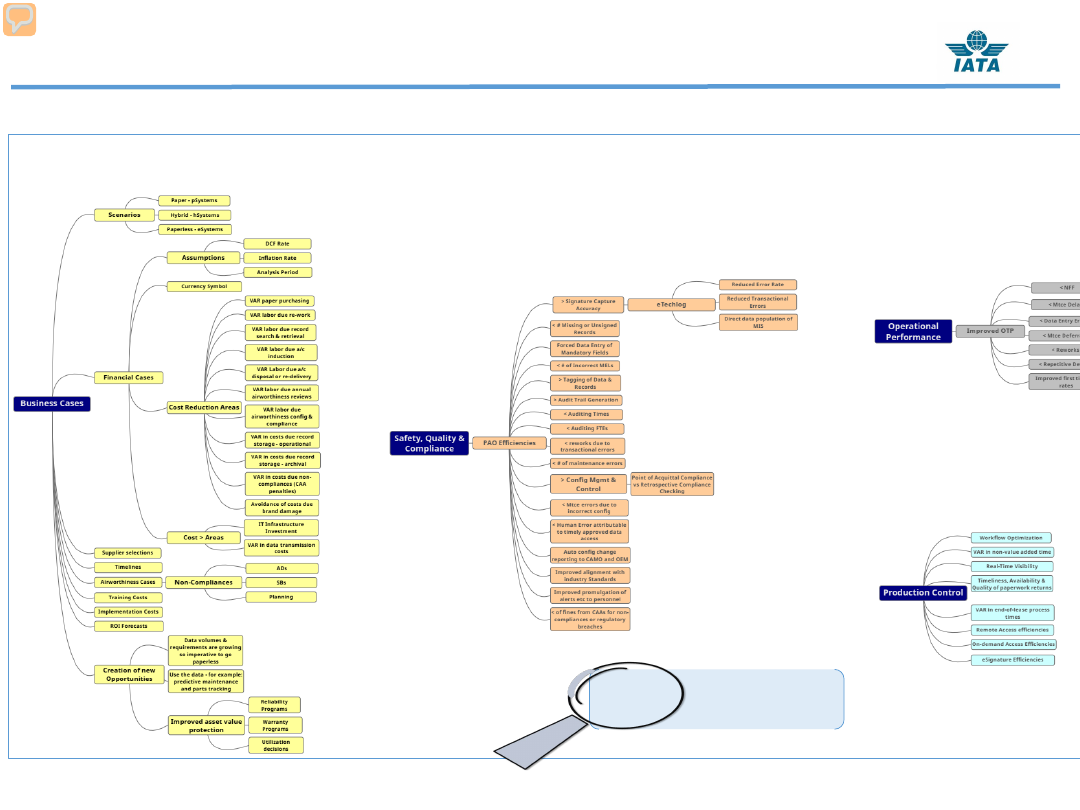 IATA
Business Cases
Scenarios
Paper - pSystems
Hybrid - hSystems
Paperless - eSystems
Financial Cases
Assumptions
DCF Rate
Inflation Rate
Analysis Period
Currency Symbol
Cost Reduction Areas
VAR paper purchasing
VAR labor due re-work
VAR labor due record
search & retrieval
VAR labor due a/c
induction
VAR Labor due a/c
disposal or re-delivery
VAR labor due annual
airworthiness reviews
VAR labor due
airworthiness config &
compliance
VAR in costs due record
storage - operational
VAR in costs due record
storage - archival
VAR in costs due non-
compliances (CAA
penalties)
Avoidance of costs due
brand damage
Cost > Areas
IT Infrastructure
Investment
VAR in data transmission
costs
Supplier selections
Timelines
Airworthiness Cases
Non-Compliances
ADs
SBs
Planning
Training Costs
Implementation Costs
ROI Forecasts
Creation of new
Opportunities
Data volumes &
requirements are growing
so imperative to go
paperless
Use the data - for example:
predictive maintenance
and parts tracking
Improved asset value
protection
Reliability
Programs
Warranty
Programs
Utilization
decisions
Safety, Quality &
Compliance
PAO Efficiencies
> Signature Capture
Accuracy
eTechlog
Reduced Error Rate
Reduced Transactional
Errors
Direct data population of
MIS
< # Missing or Unsigned
Records
Forced Data Entry of
Mandatory Fields
< # of Incorrect MELs
> Tagging of Data &
Records
> Audit Trail Generation
< Auditing Times
< Auditing FTEs
< reworks due to
transactional errors
< # of maintenance errors
> Config Mgmt &
Control
Point of Acquittal Compliance
vs Retrospective Compliance
Checking
< Mtce errors due to
incorrect config
< Human Error attributable
to timely approved data
access
Auto config change
reporting to CAMO and OEM
Improved alignment with
Industry Standards
Improved promulgation of
alerts etc to personnel
< of fines from CAAs for non-
compliances or regulatory
breaches
Operational
Performance
Improved OTP
< NFF
< Mtce Dela
< Data Entry Er
< Mtce Defer
< Reworks
< Repetitive De
Improved first ti
rates
Production Control
Workflow Optimization
VAR in non-value added time
Real-Time Visibility
Timeliness, Availability &
Quality of paperwork returns
VAR in end-of-lease process
times
Remote Access efficiencies
On-demand Access Efficiencies
eSignature Efficiencies